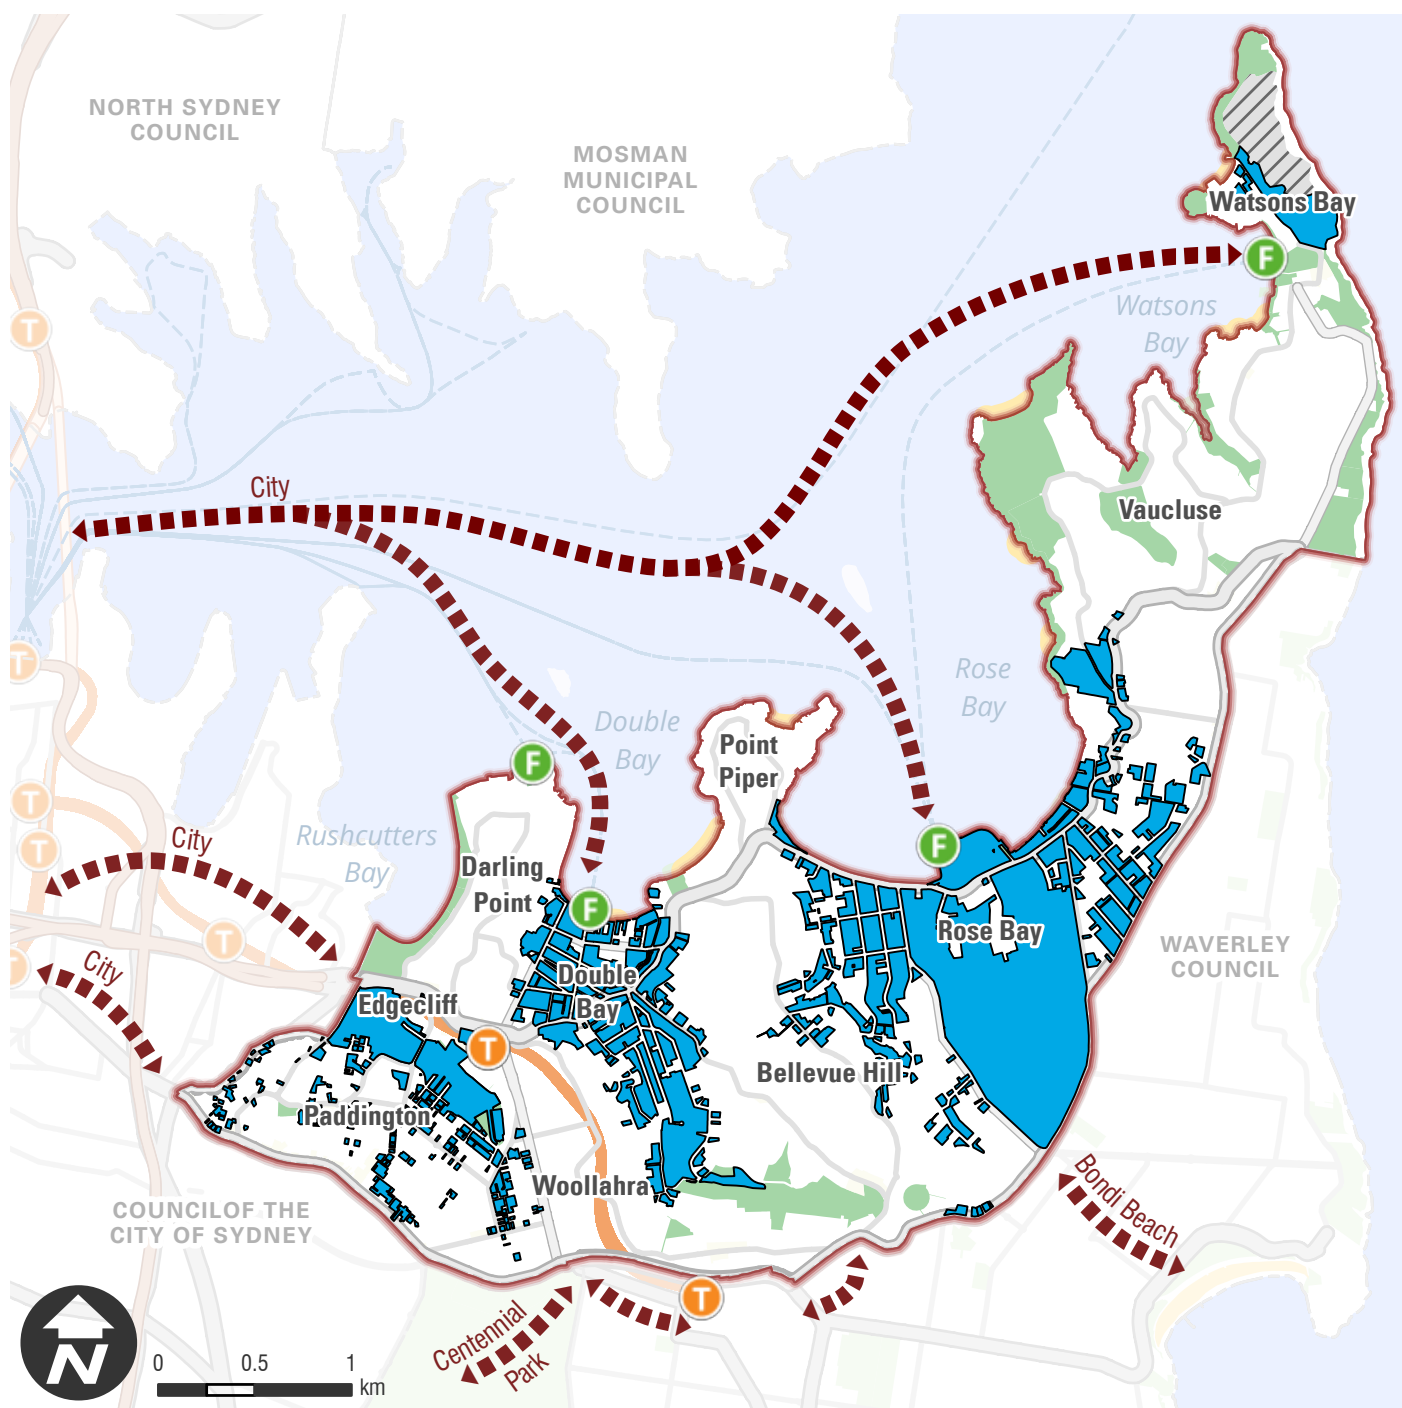 NORTH SYDNEY
COUNCIL
MOSMAN
MUNICIPAL
COUNCIL
Watsons Bay
F
Watsons
Bay
T
City
Vaucluse
T
Rose
Bay
Double
Bay
Point
Piper
F
T
City
T
Rushcutters
Bay
Darling
Point
F
F
Rose Bay
T
WAVERLEY
COUNCIL
City
T
Double
Bay
Edgecliff
T
Bellevue Hill
Paddington
Woollahra
Bondi Beach
COUNCILOF THE
CITY OF SYDNEY
T
Centennial
Park
N
0 0.5 1
km